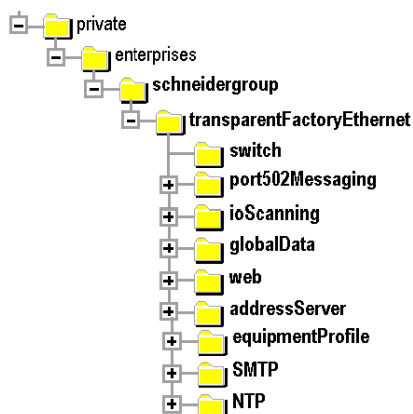 private
enterprises
schneidergroup
transparentFactoryEthernet
switch
port502Messaging
ioScanning
globalData
web
addressServer
equipmentProfile
SMTP
NTP